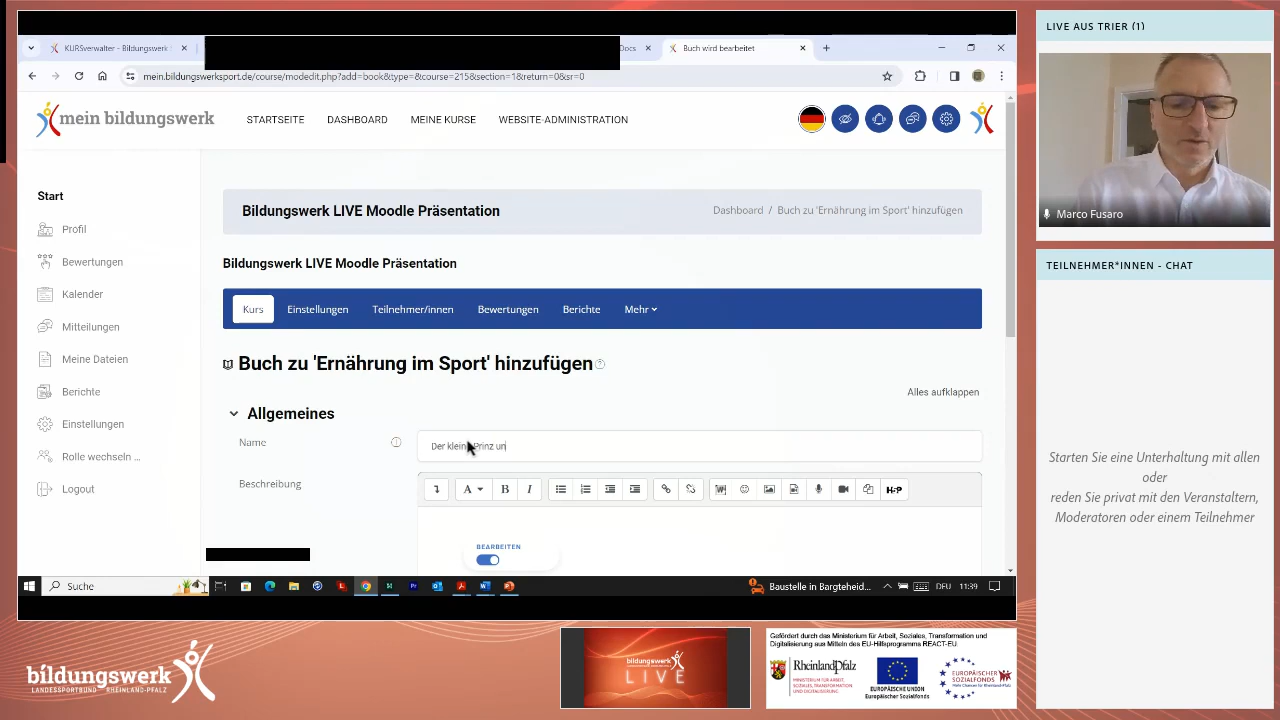 LIVE AUS TRIER (1)
KURSverwalter - Bildungswerk
Docs
Buch wird bearbeitet
mein.bildungswerksport.de/course/modedit.php?add=book&type=&course=215&section=1&return=0&sr=0
mein bildungswerk
STARTSEITE
DASHBOARD
MEINE KURSE
WEBSITE-ADMINISTRATION
Start
Profil
Bewertungen
Kalender
Mitteilungen
Meine Dateien
Berichte
Einstellungen
Rolle wechseln ...
Logout
Bildungswerk LIVE Moodle Präsentation
Dashboard / Buch zu 'Ernährung im Sport' hinzufügen
Bildungswerk LIVE Moodle Präsentation
Kurs
Einstellungen
Teilnehmer/innen
Bewertungen
Berichte
Mehr
Buch zu 'Ernährung im Sport' hinzufügen
Alles aufklappen
Allgemeines
Name
Der kleine Prinz un
Beschreibung
A
B
I
H-P
BEARBEITEN
Suche
Baustelle in Bargteheid...
DEU
11:39
Marco Fusaro
TEILNEHMER*INNEN - CHAT
Starten Sie eine Unterhaltung mit allen
oder
reden Sie privat mit den Veranstaltern,
Moderatoren oder einem Teilnehmer
bildungswerk
LANDESSPORTBUND RHEINLAND-PFALZ
bildungswerk
LIVE
Gefördert durch das Ministerium für Arbeit, Soziales, Transformation und
Digitalisierung aus Mitteln des EU-Hilfsprogramms REACT-EU.
RheinlandPfalz
MINISTERIUM FÜR ARBEIT,
SOZIALES, TRANSFORMATION
UND DIGITALISIERUNG
EUROPÄISCHE UNION
Europäischer Sozialfonds
EUROPÄISCHER
SOZIALFONDS